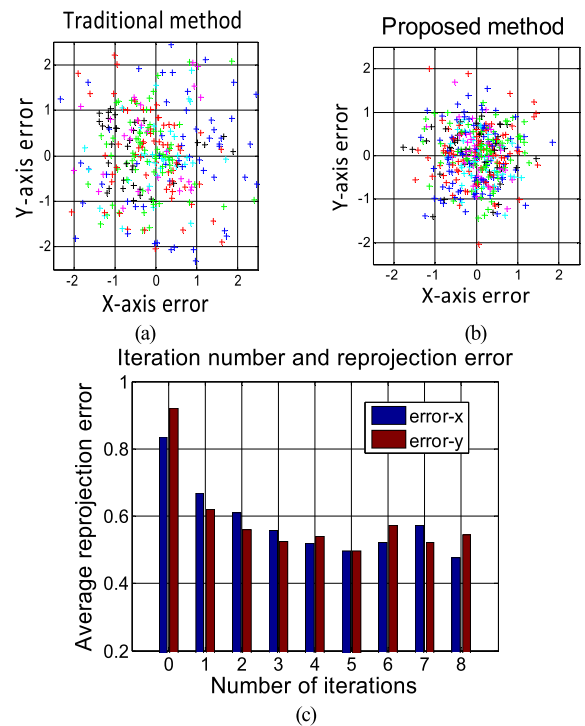 Traditional method
Proposed method
2
1
0
-1
-2
Y-axis error
-2
-1
0
1
2
X-axis error
(a)
2
1
0
-1
-2
Y-axis error
-2
-1
0
1
2
X-axis error
(b)
Iteration number and reprojection error
1
0.8
0.6
0.4
0.2
Average reprojection error
error-x
error-y
0 1 2 3 4 5 6 7 8
Number of iterations
(c)